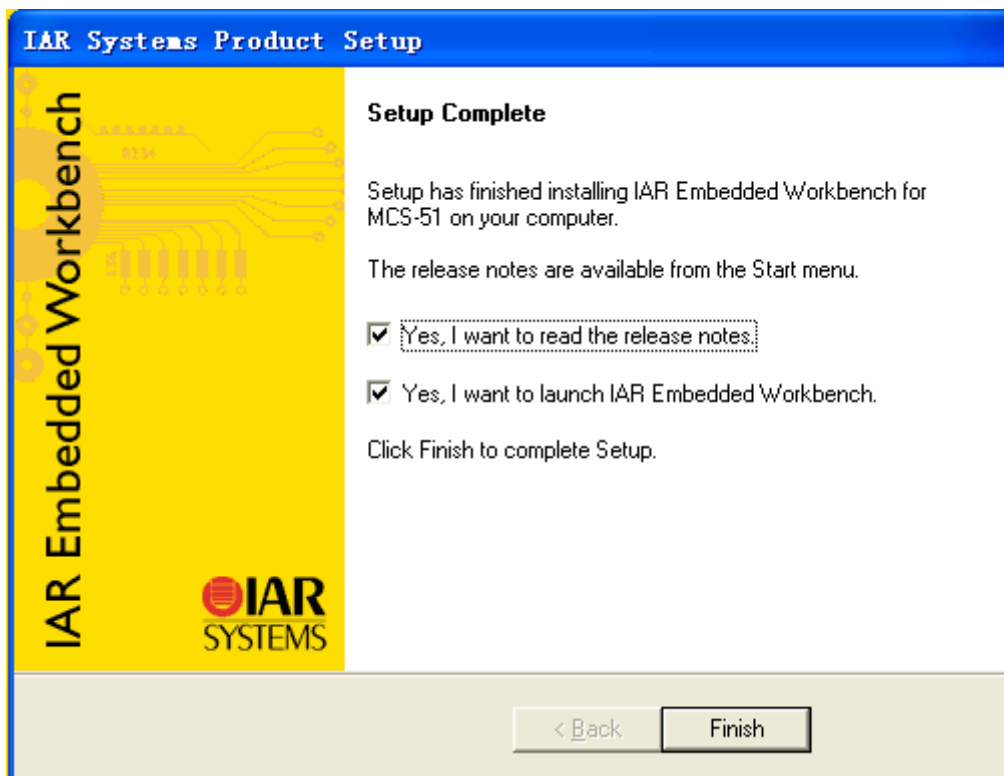 IAR Systems Product Setup
IAR Embedded Workbench
Setup Complete
Setup has finished installing IAR Embedded Workbench for
MCS-51 on your computer.
The release notes are available from the Start menu.
Yes, I want to read the release notes.
Yes, I want to launch IAR Embedded Workbench.
Click Finish to complete Setup.
IAR
SYSTEMS
< Back
Finish